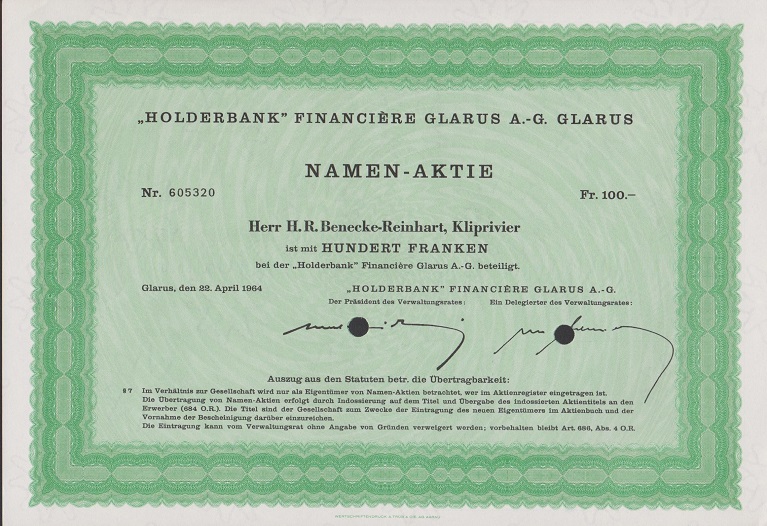 „HOLDERBANK” FINANCIÈRE GLARUS A.-G. GLARUS
NAMEN-AKTIE
Nr. 605320 Fr. 100.–
Herr H. R. Benecke-Reinhart, Kliprivier
ist mit HUNDERT FRANKEN
bei der „Holderbank” Financière Glarus A.-G. beteiligt.
Glarus, den 22. April 1964 „HOLDERBANK” FINANCIÈRE GLARUS A.-G.
Der Präsident des Verwaltungsrates: Ein Delegierter des Verwaltungsrates:
Auszug aus den Statuten betr. die Übertragbarkeit:
§ 7 Im Verhältnis zur Gesellschaft wird nur als Eigentümer von Namen-Aktien betrachtet, wer im Aktienregister eingetragen ist.
Die Übertragung von Namen-Aktien erfolgt durch Indossierung auf dem Titel und Übergabe des indossierten Aktientitels an den
Erwerber (684 O.R.). Die Titel sind der Gesellschaft zum Zwecke der Eintragung des neuen Eigentümers im Aktienbuch und der
Vornahme der Bescheinigung darüber einzureichen.
Die Eintragung kann vom Verwaltungsrat ohne Angabe von Gründen verweigert werden; vorbehalten bleibt Art. 686, Abs. 4 O.R.